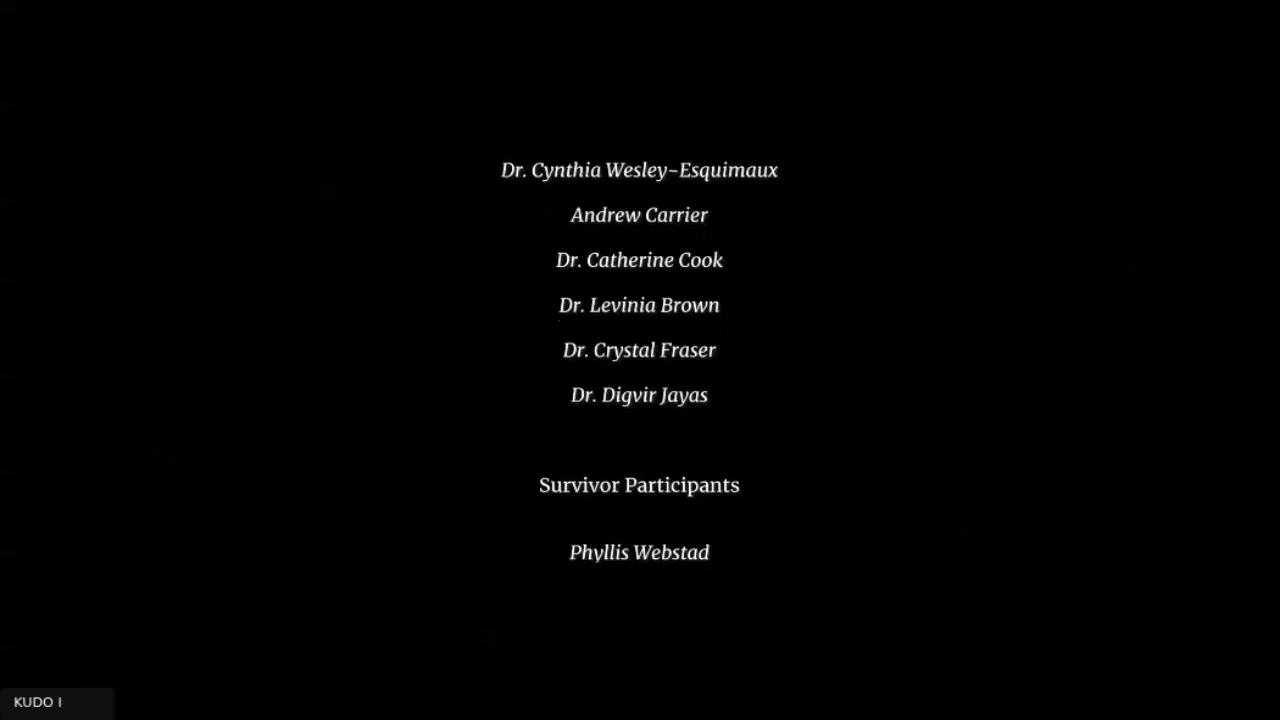 Dr. Cynthia Wesley-Esquimaux
Andrew Carrier
Dr. Catherine Cook
Dr. Levinia Brown
Dr. Crystal Fraser
Dr. Digvir Jayas
Survivor Participants
Phyllis Webstad
KUDO I